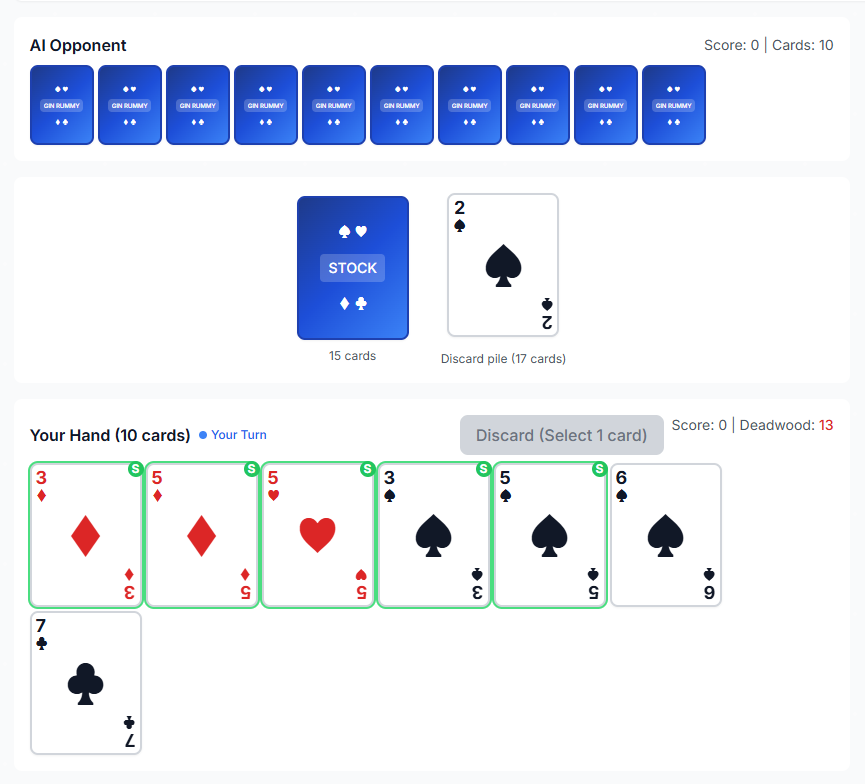 AI Opponent
Score: 0 | Cards: 10
GIN RUMMY GIN RUMMY GIN RUMMY GIN RUMMY GIN RUMMY GIN RUMMY GIN RUMMY GIN RUMMY GIN RUMMY GIN RUMMY
2
STOCK
2
15 cards
Discard pile (17 cards)
Your Hand (10 cards)
Your Turn
Discard (Select 1 card)
Score: 0 | Deadwood: 13
S S S S S
3 5 5 3 5 6
3 5 5 3 5 6
7
7